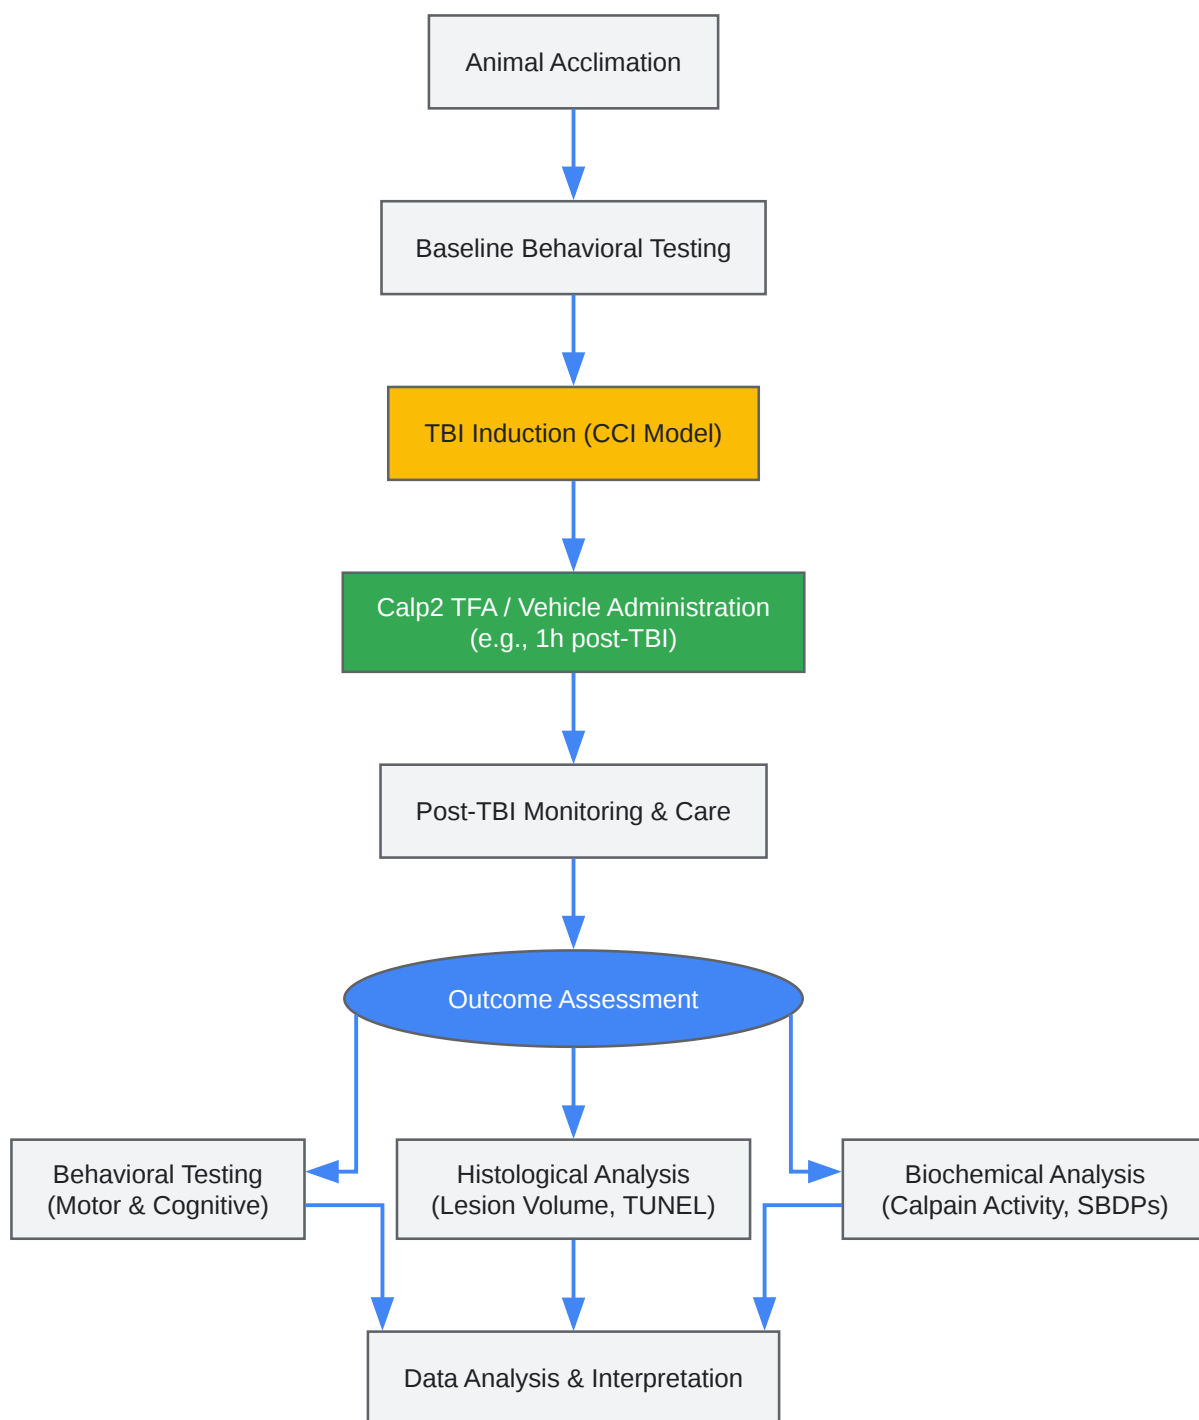 Animal Acclimation
Baseline Behavioral Testing
TBI Induction (CCI Model)
Calp2 TFA / Vehicle Administration
(e.g., 1h post-TBI)
Post-TBI Monitoring & Care
Outcome Assessment
Behavioral Testing
(Motor & Cognitive)
Histological Analysis
(Lesion Volume, TUNEL)
Biochemical Analysis
(Calpain Activity, SBDPs)
Data Analysis & Interpretation